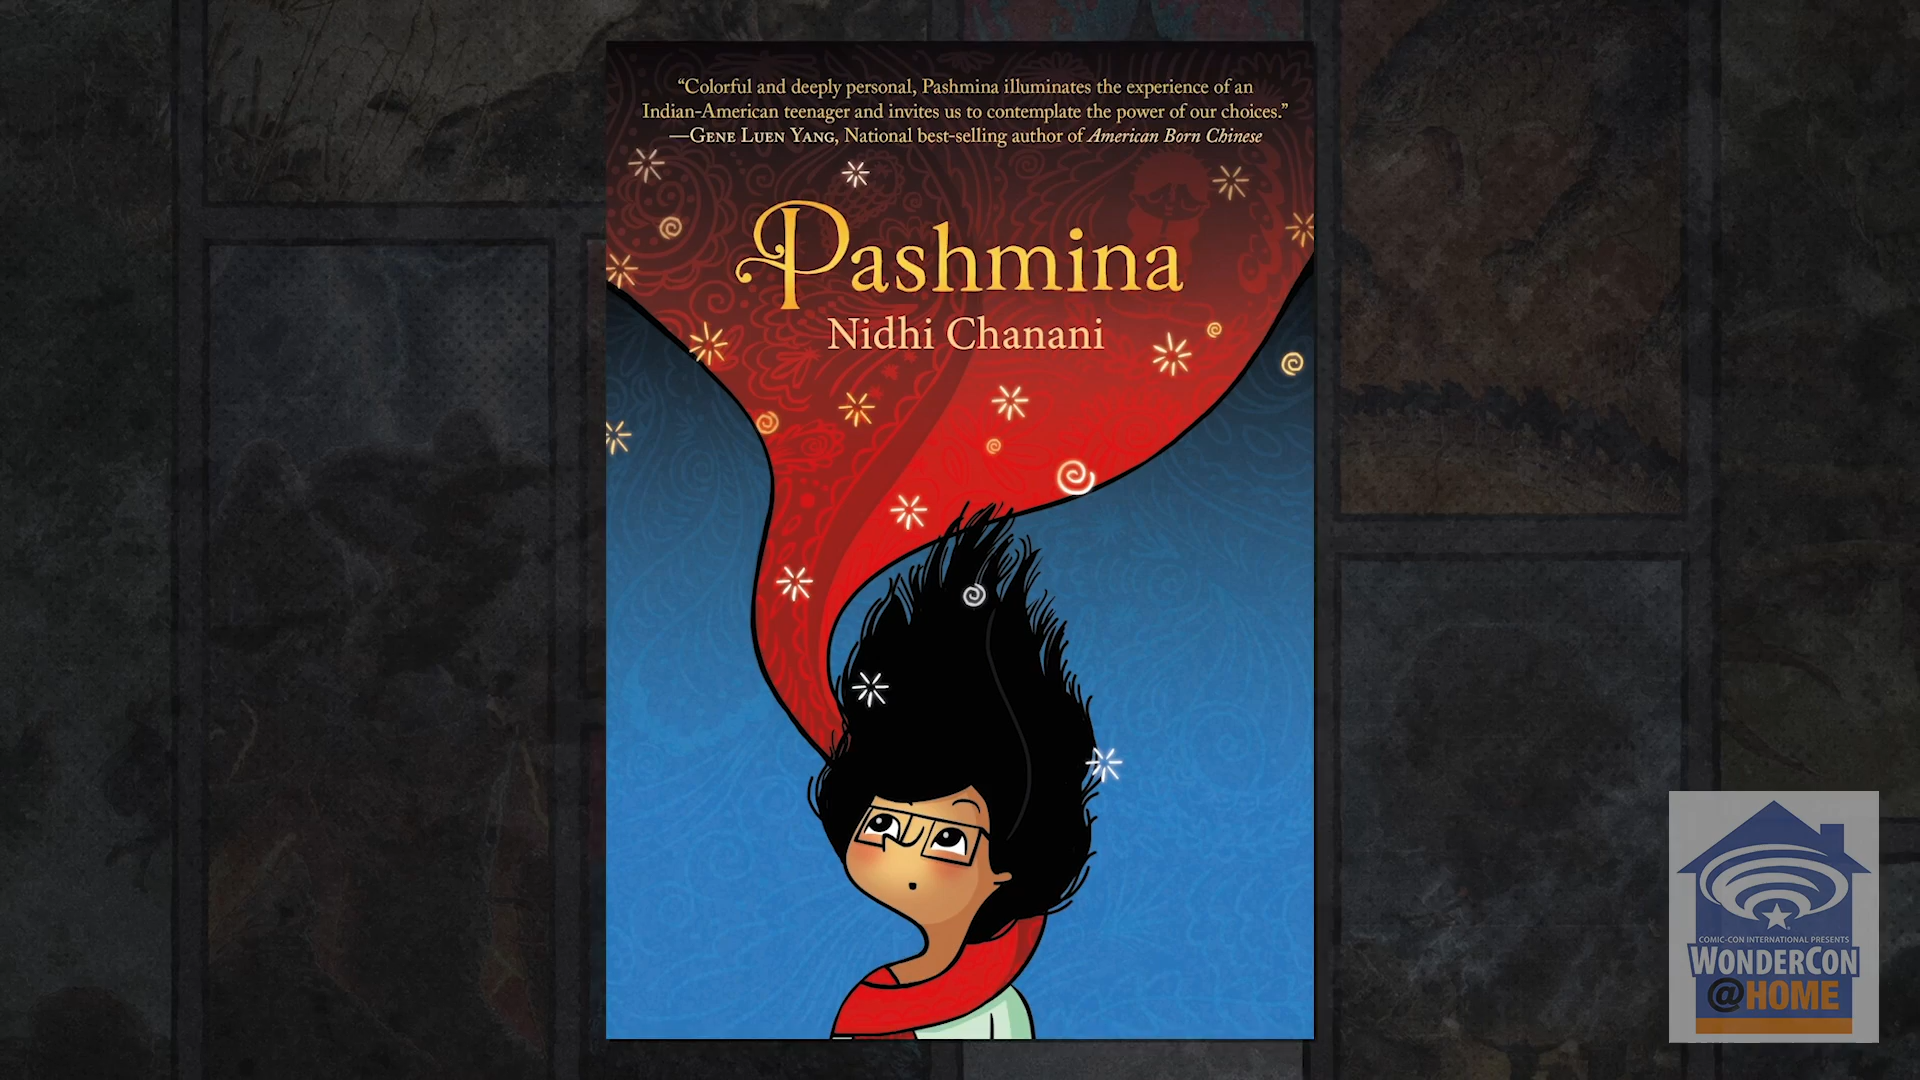 “Colorful and deeply personal, Pashmina illuminates the experience of an
Indian-American teenager and invites us to contemplate the power of our choices.”
—Gene Luen Yang, National best-selling author of American Born Chinese
Pashmina
Nidhi Chanani
COMIC-CON INTERNATIONAL PRESENTS
WONDERCON
@HOME